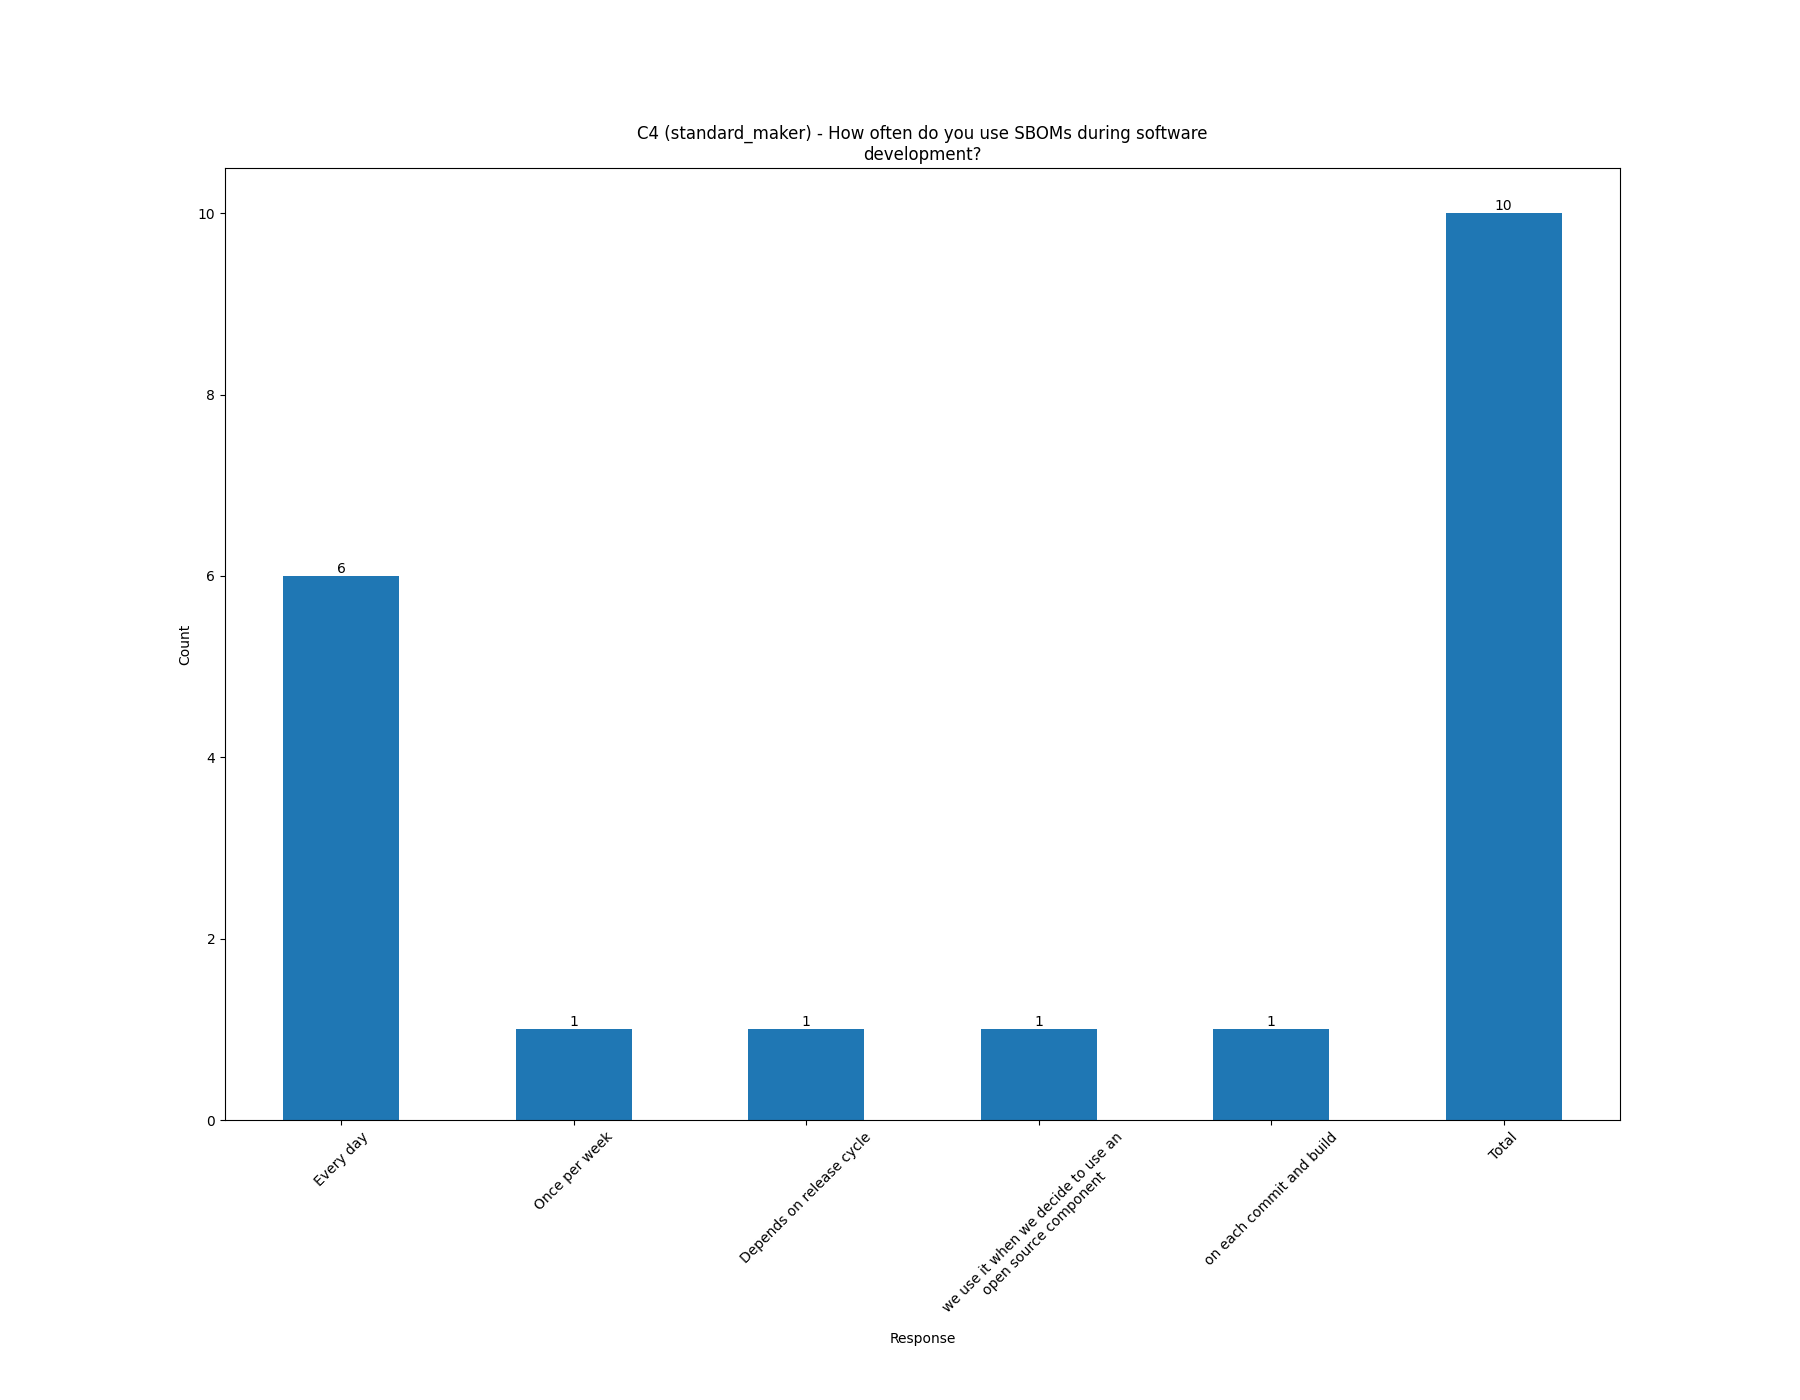 C4 (standard_maker) - How often do you use SBOMs during software
development?
Count
10
8
6
4
2
0
6
1
1
1
1
10
Every day
Once per week
Depends on release cycle
we use it when we decide to use an
open source component
on each commit and build
Total
Response